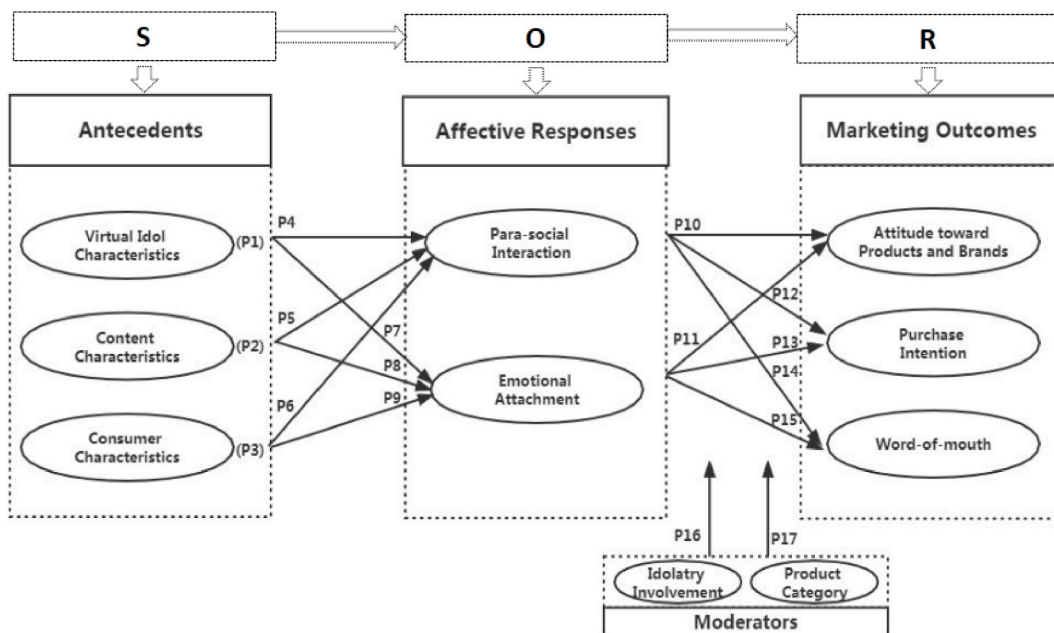 S
O
R
Antecedents
Affective Responses
Marketing Outcomes
Virtual Idol
Characteristics
(P1)
P4
Para-social
Interaction
P10
Attitude toward
Products and Brands
P5
P7
P12
Content
Characteristics
(P2)
P11
P13
Purchase
Intention
P8
P14
P9
Emotional
Attachment
P6
P15
Consumer
Characteristics
(P3)
Word-of-mouth
P16
P17
Idolatry
Involvement
Product
Category
Moderators